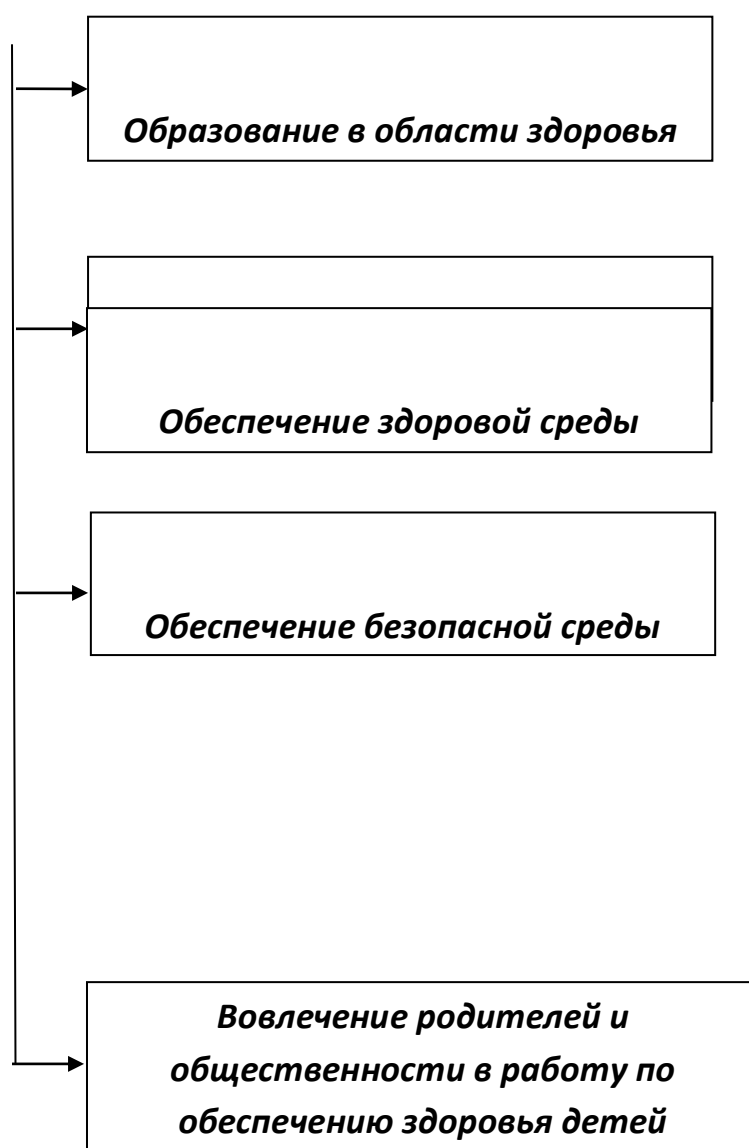 Образование в области здоровья
Обеспечение здоровой среды
Обеспечение безопасной среды
Вовлечение родителей и
общественности в работу по
обеспечению здоровья детей